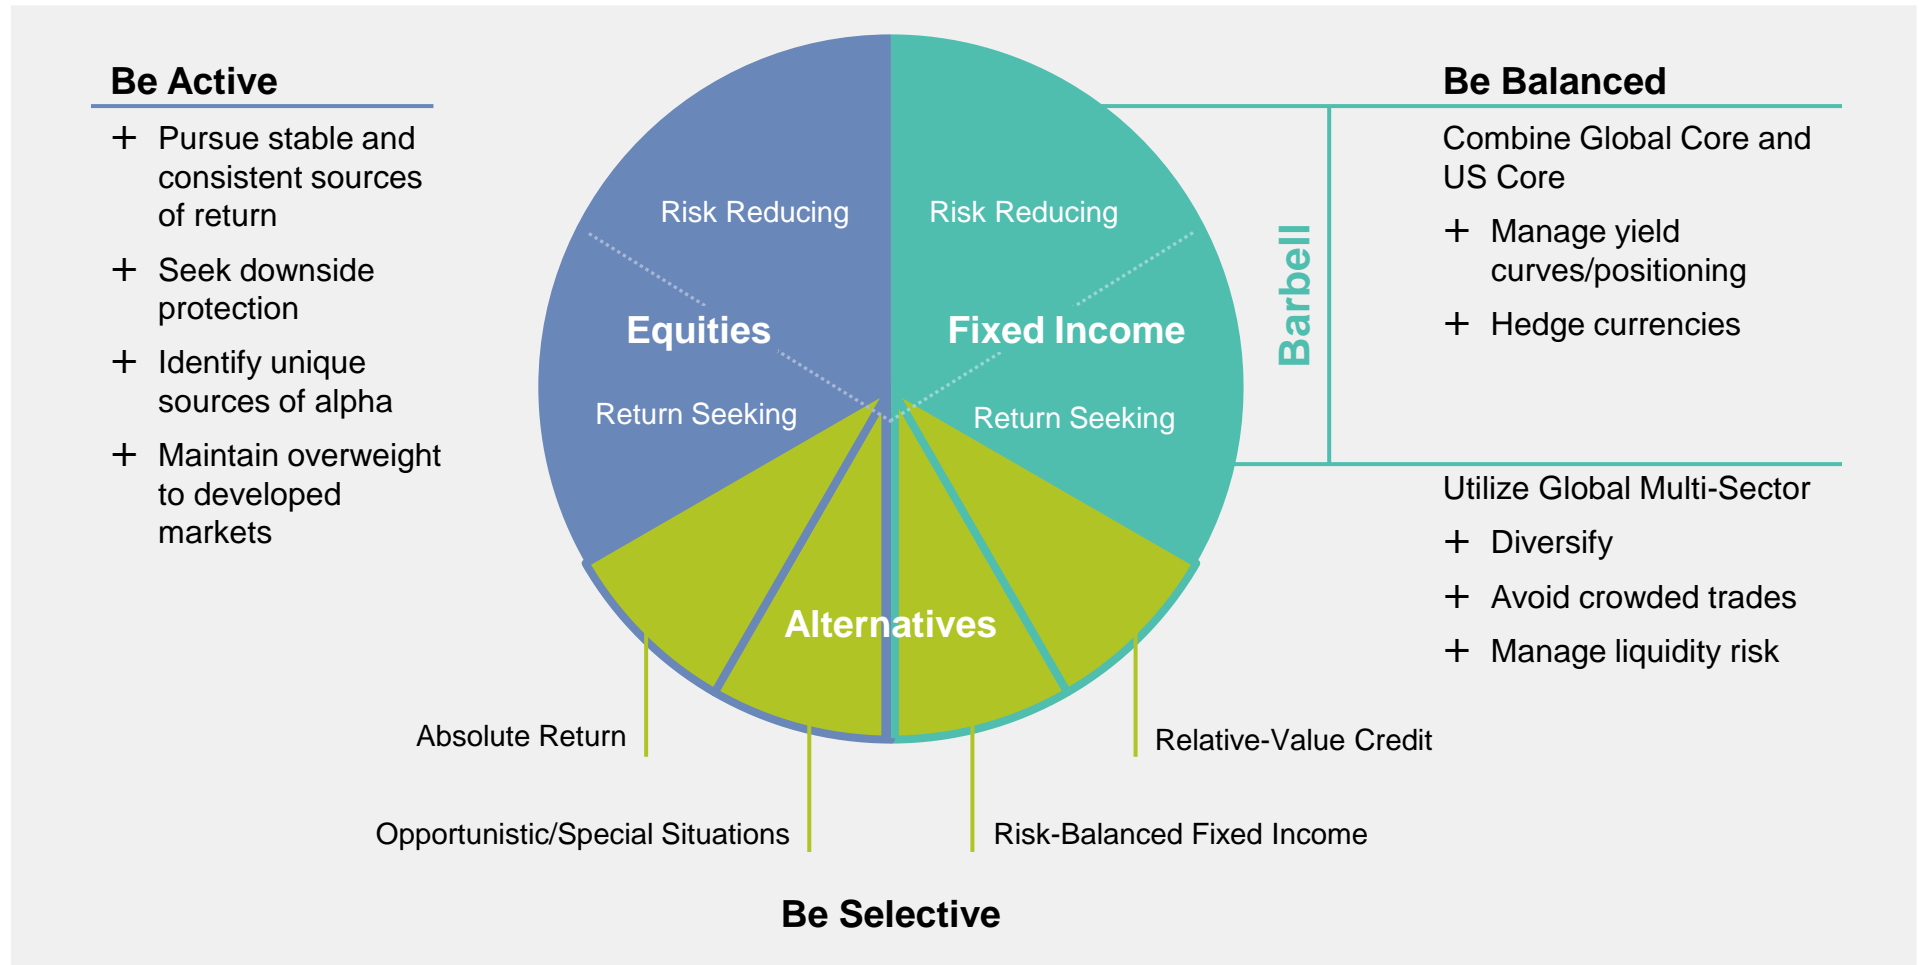 Be Active
+ Pursue stable and
consistent sources
of return
+ Seek downside
protection
+ Identify unique
sources of alpha
+ Maintain overweight
to developed
markets
Risk Reducing
Equities
Return Seeking
Risk Reducing
Fixed Income
Return Seeking
Alternatives
Barbell
Be Balanced
Combine Global Core and
US Core
+ Manage yield
curves/positioning
+ Hedge currencies
Utilize Global Multi-Sector
+ Diversify
+ Avoid crowded trades
+ Manage liquidity risk
Absolute Return
Opportunistic/Special Situations
Risk-Balanced Fixed Income
Relative-Value Credit
Be Selective